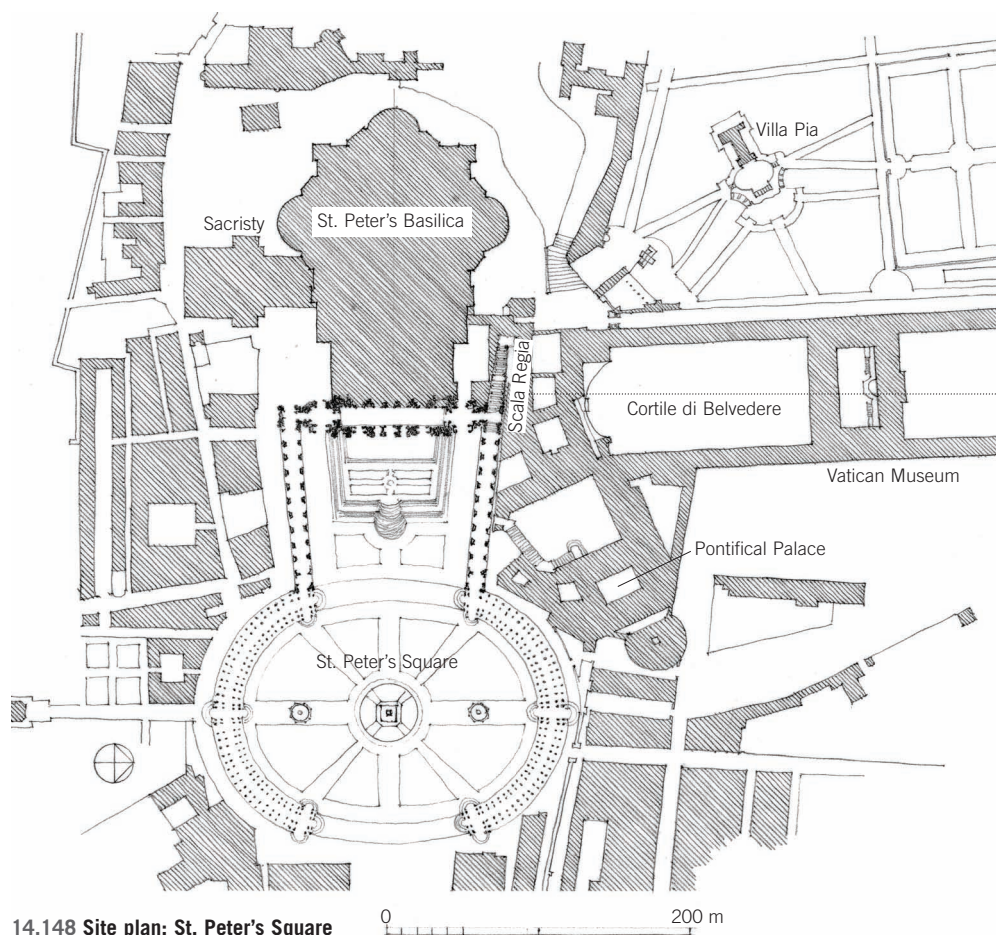 Villa Pia
Sacristy
St. Peter's Basilica
Scala Regia
Cortile di Belvedere
Vatican Museum
Pontifical Palace
St. Peter's Square
0 200 m
14.148 Site plan: St. Peter's Square